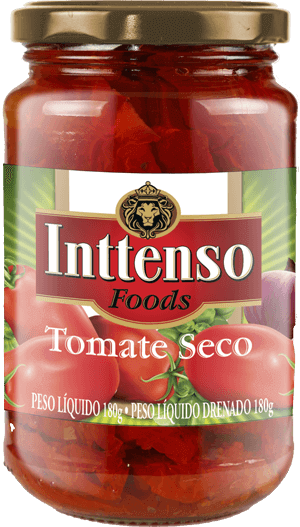 Inttenso
Foods
Tomate Seco
PESO LÍQUIDO 180g • PESO LÍQUIDO DRENADO 180g